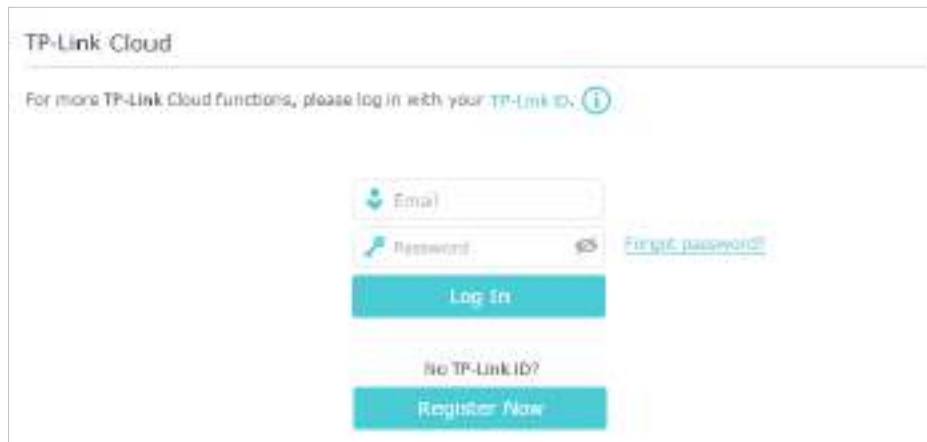 TP-Link Cloud
For more TP-Link Cloud functions, please log in with your TP-Link ID.
Email
Password
Forgot password?
Log In
No TP-Link ID?
Register Now